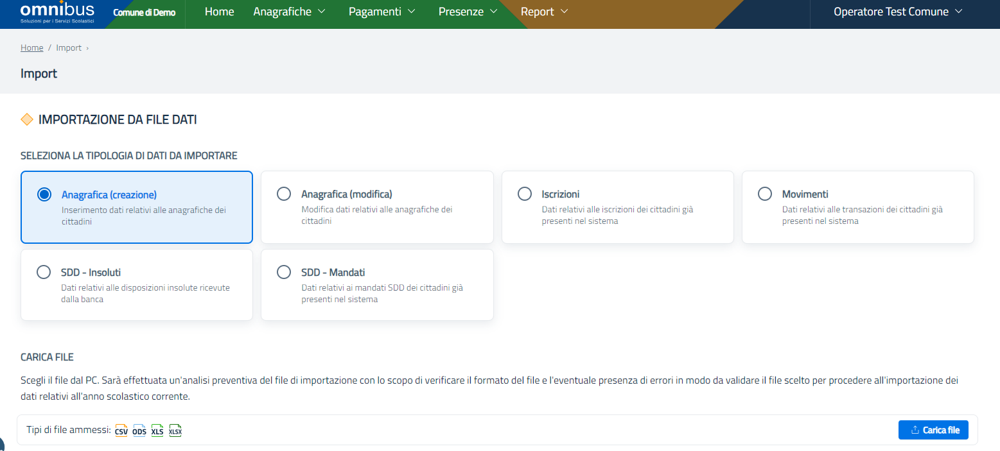 omnibus
Soluzioni per i Servizi Scolastici
Comune di Demo
Home
Anagrafiche
Pagamenti
Presenze
Report
Operatore Test Comune
Home / Import ›
Import
IMPORTAZIONE DA FILE DATI
SELEZIONA LA TIPOLOGIA DI DATI DA IMPORTARE
Anagrafica (creazione)
Inserimento dati relativi alle anagrafiche dei
cittadini
Anagrafica (modifica)
Modifica dati relativi alle anagrafiche dei
cittadini
Iscrizioni
Dati relativi alle iscrizioni dei cittadini già
presenti nel sistema
Movimenti
Dati relativi alle transazioni dei cittadini già
presenti nel sistema
SDD - Insoluti
Dati relativi alle disposizioni insolute ricevute
dalla banca
SDD - Mandati
Dati relativi ai mandati SDD dei cittadini già
presenti nel sistema
CARICA FILE
Scegli il file dal PC. Sarà effettuata un'analisi preventiva del file di importazione con lo scopo di verificare il formato del file e l'eventuale presenza di errori in modo da validare il file scelto per procedere all'importazione dei
dati relativi all'anno scolastico corrente.
Tipi di file ammessi: CSV ODS XLS XLSX
Carica file